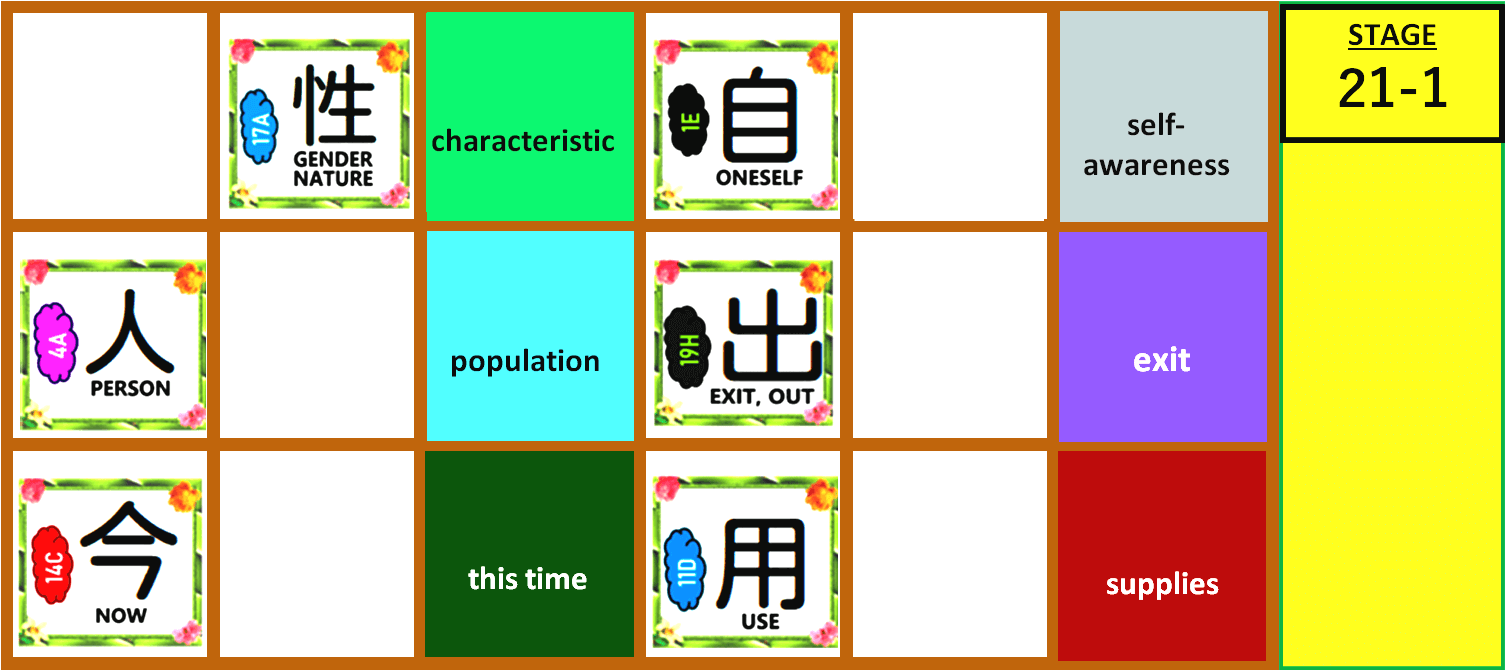 17A
性
GENDER
NATURE
characteristic
1E
自
ONESELF
self-
awareness
STAGE
21-1
4A
人
PERSON
population
19H
出
EXIT, OUT
exit
14C
今
NOW
this time
11D
用
USE
supplies